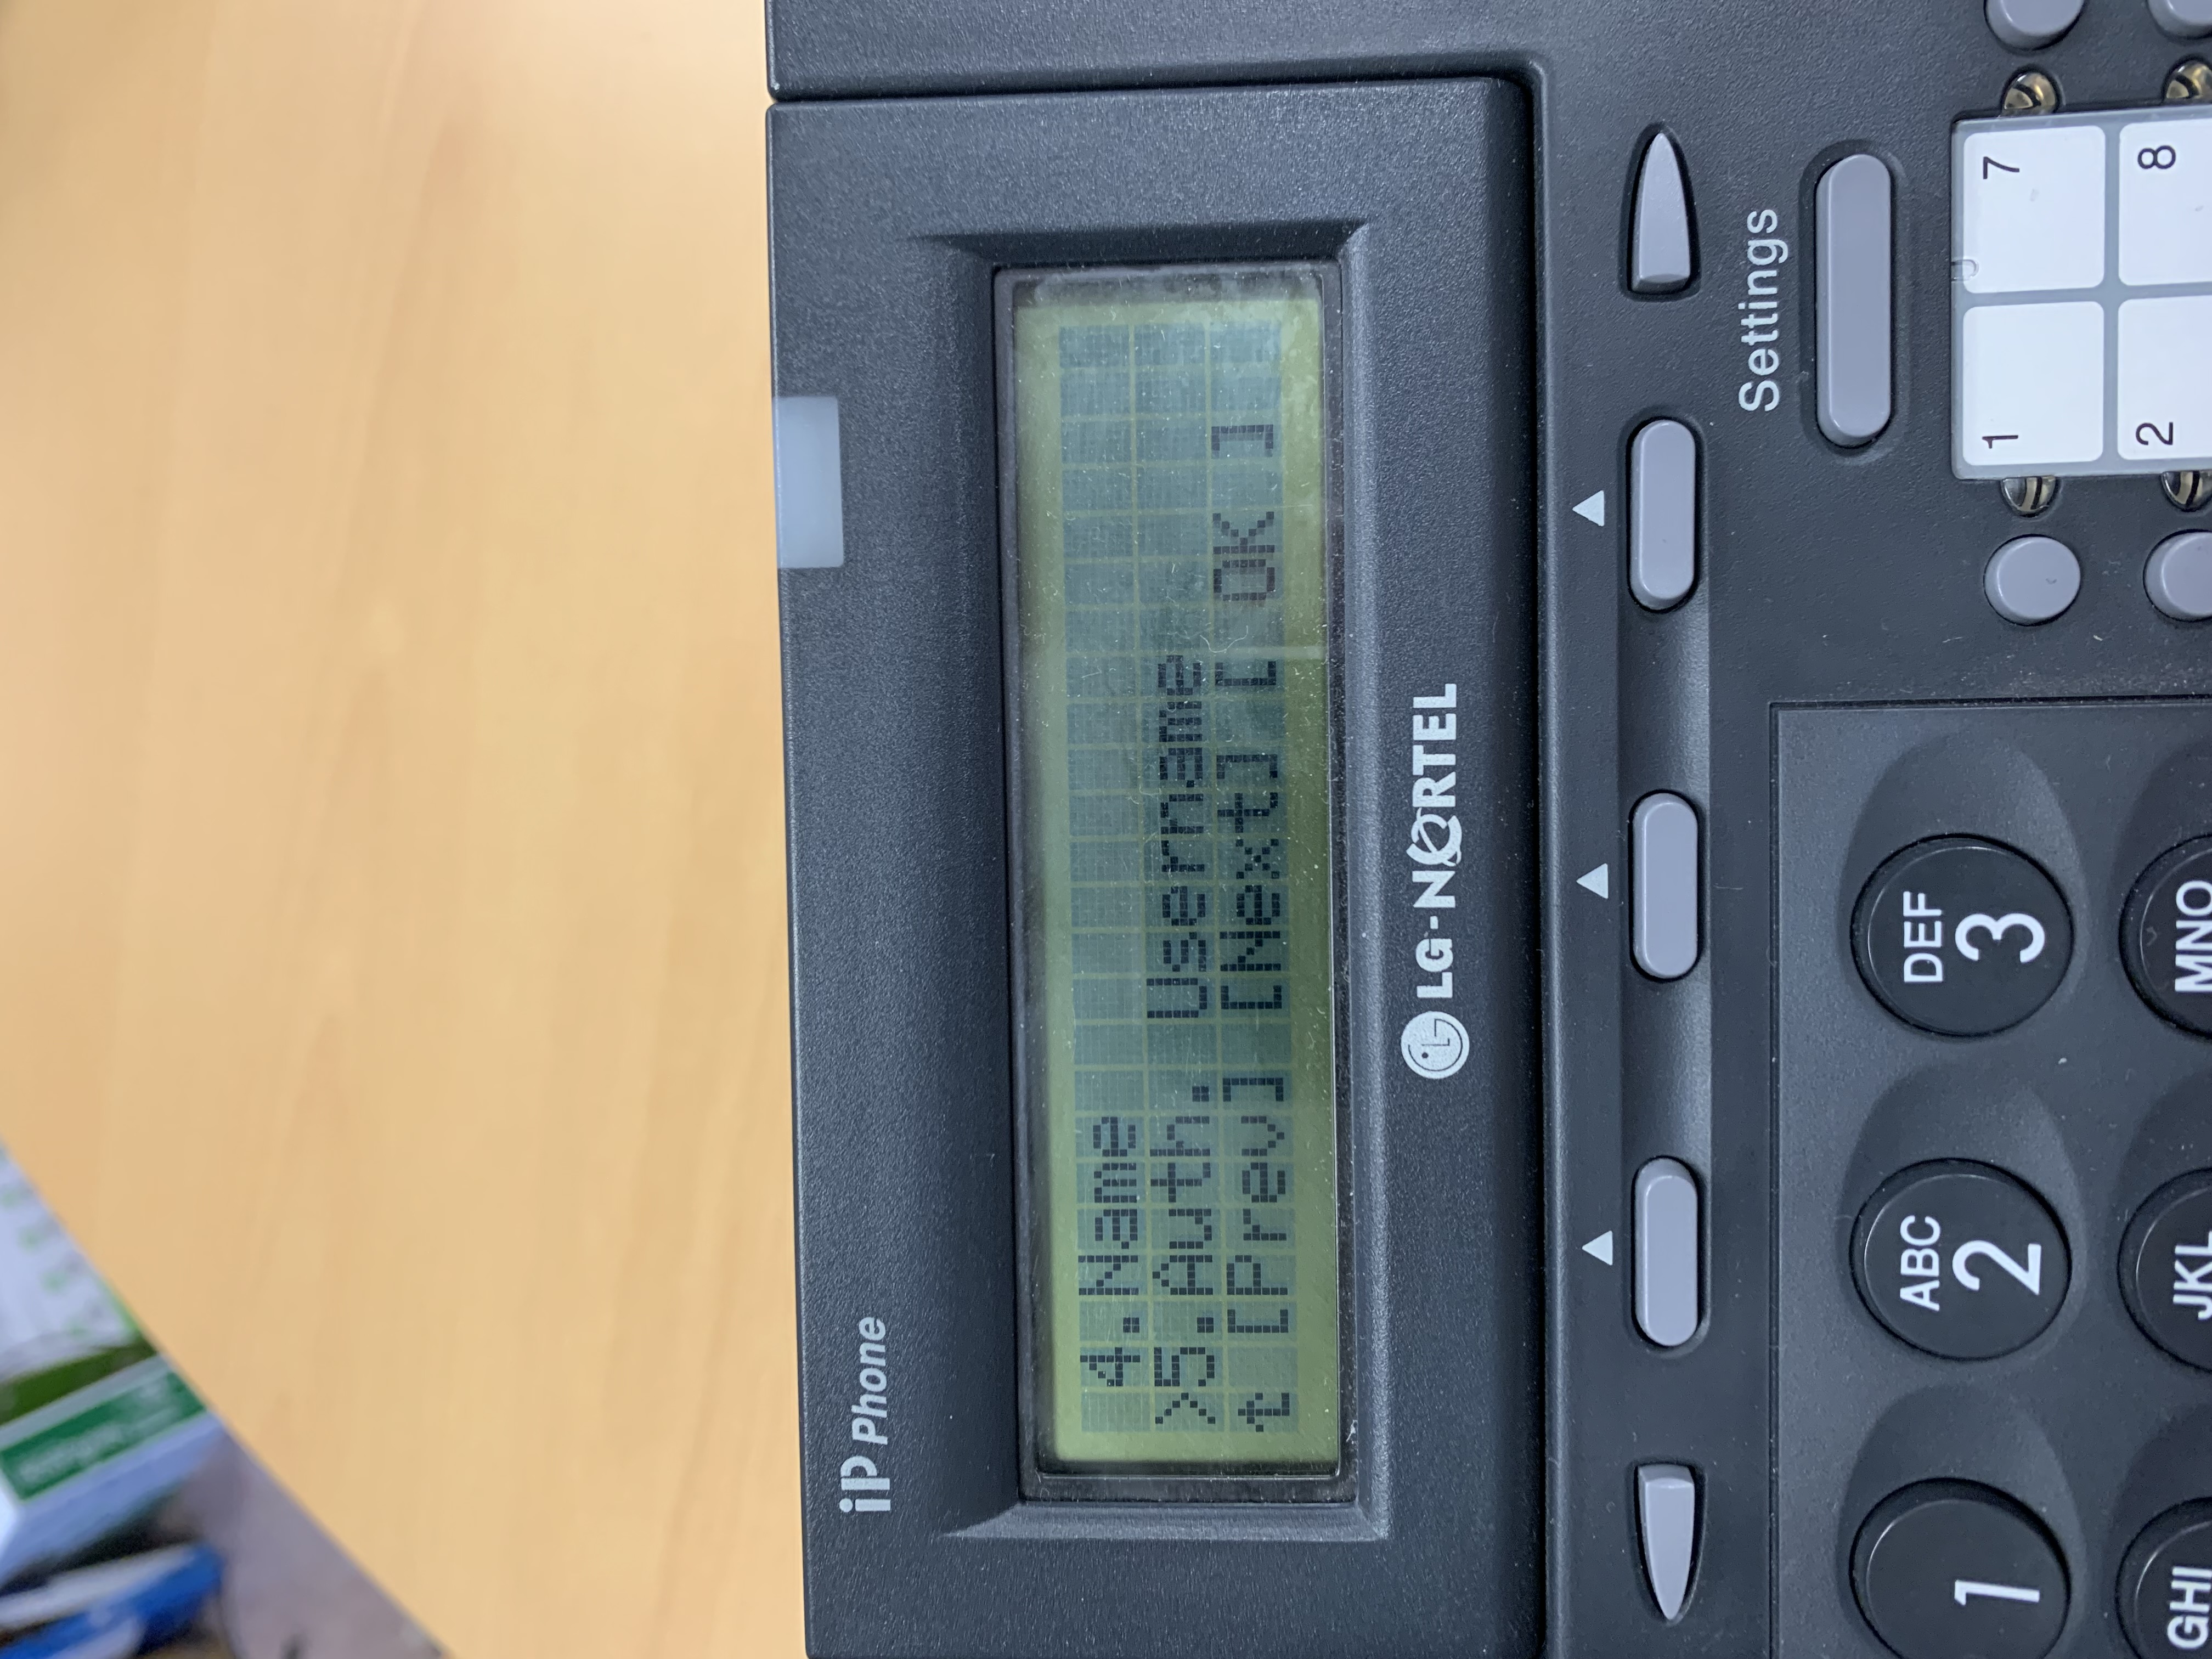 iP Phone
4.Name
>5.Auth. Username
↑ [Prev] [Next] [ OK ]
LG-NORTEL
Settings
1
ABC
2
DEF
3
1
7
2
8
GHI
JKL
MNO